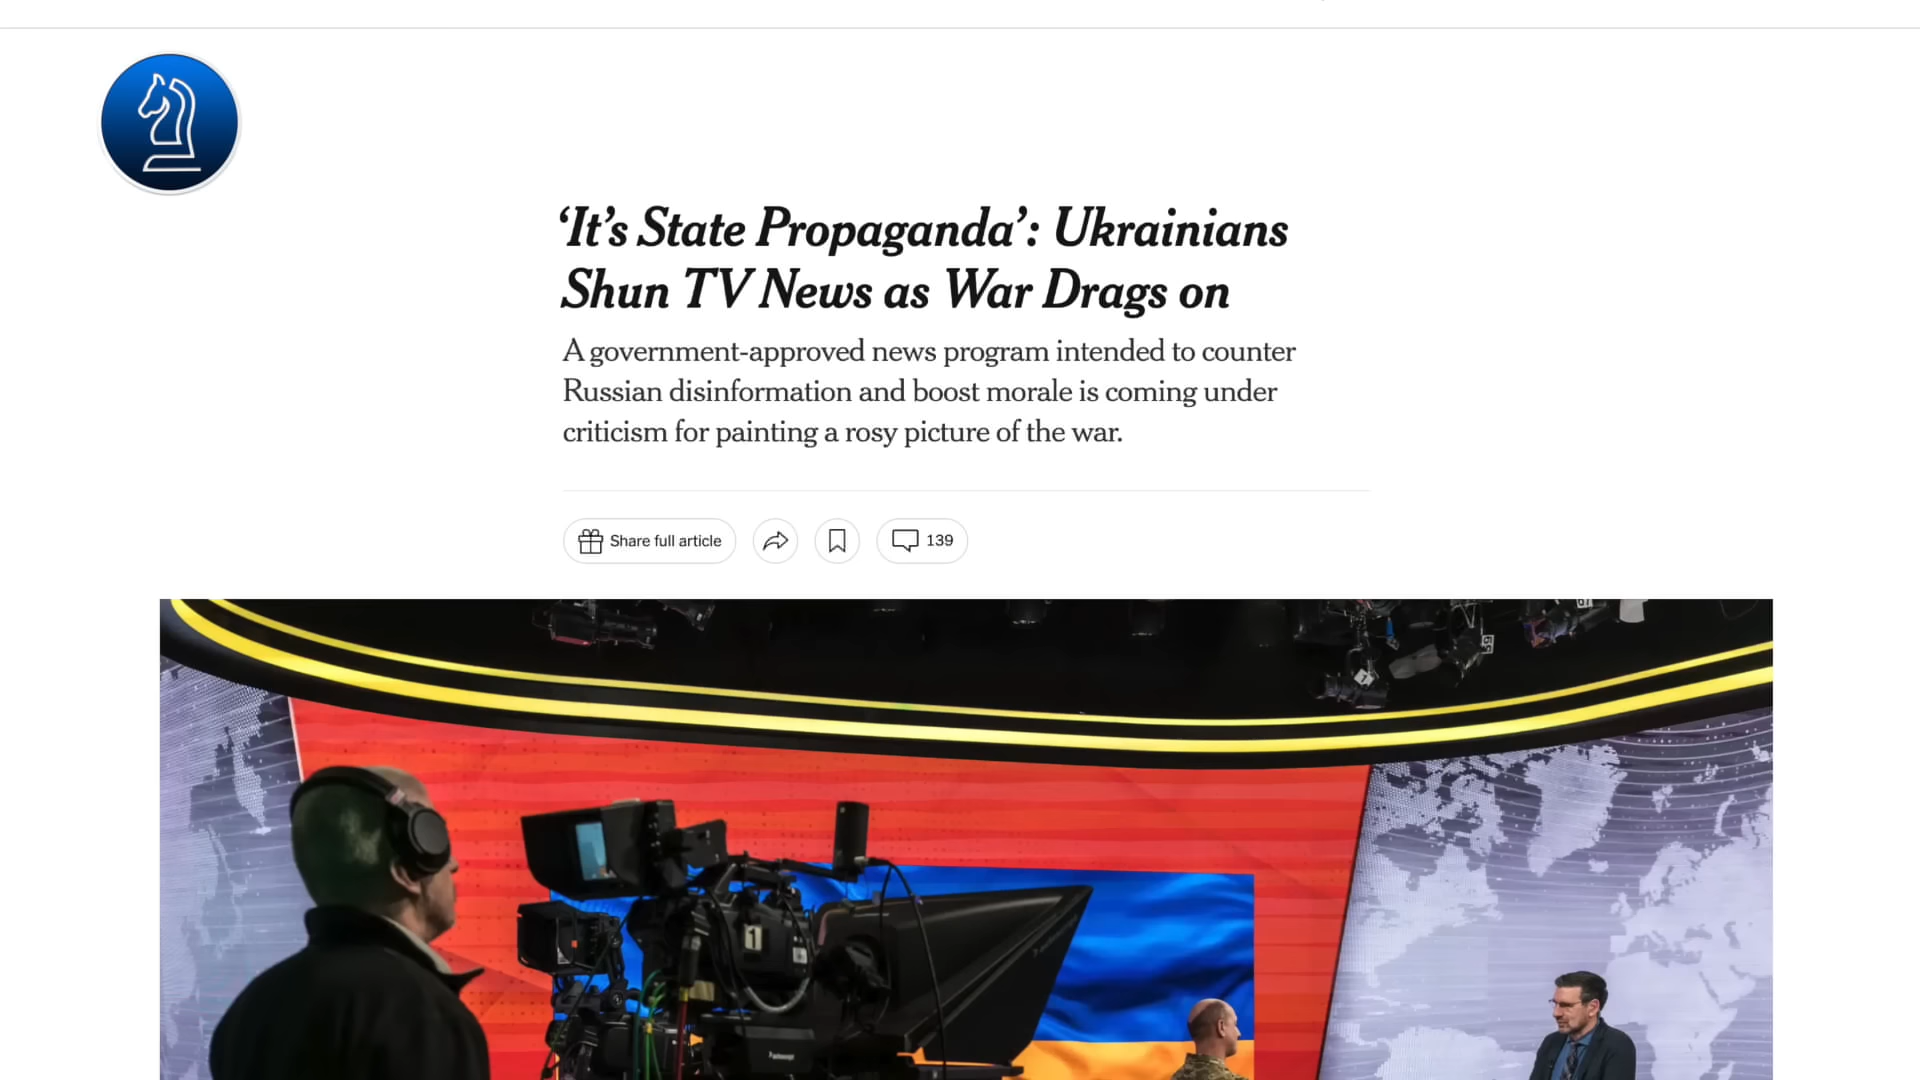 ‘It’s State Propaganda’: Ukrainians
Shun TV News as War Drags on
A government-approved news program intended to counter
Russian disinformation and boost morale is coming under
criticism for painting a rosy picture of the war.
Share full article
139
1